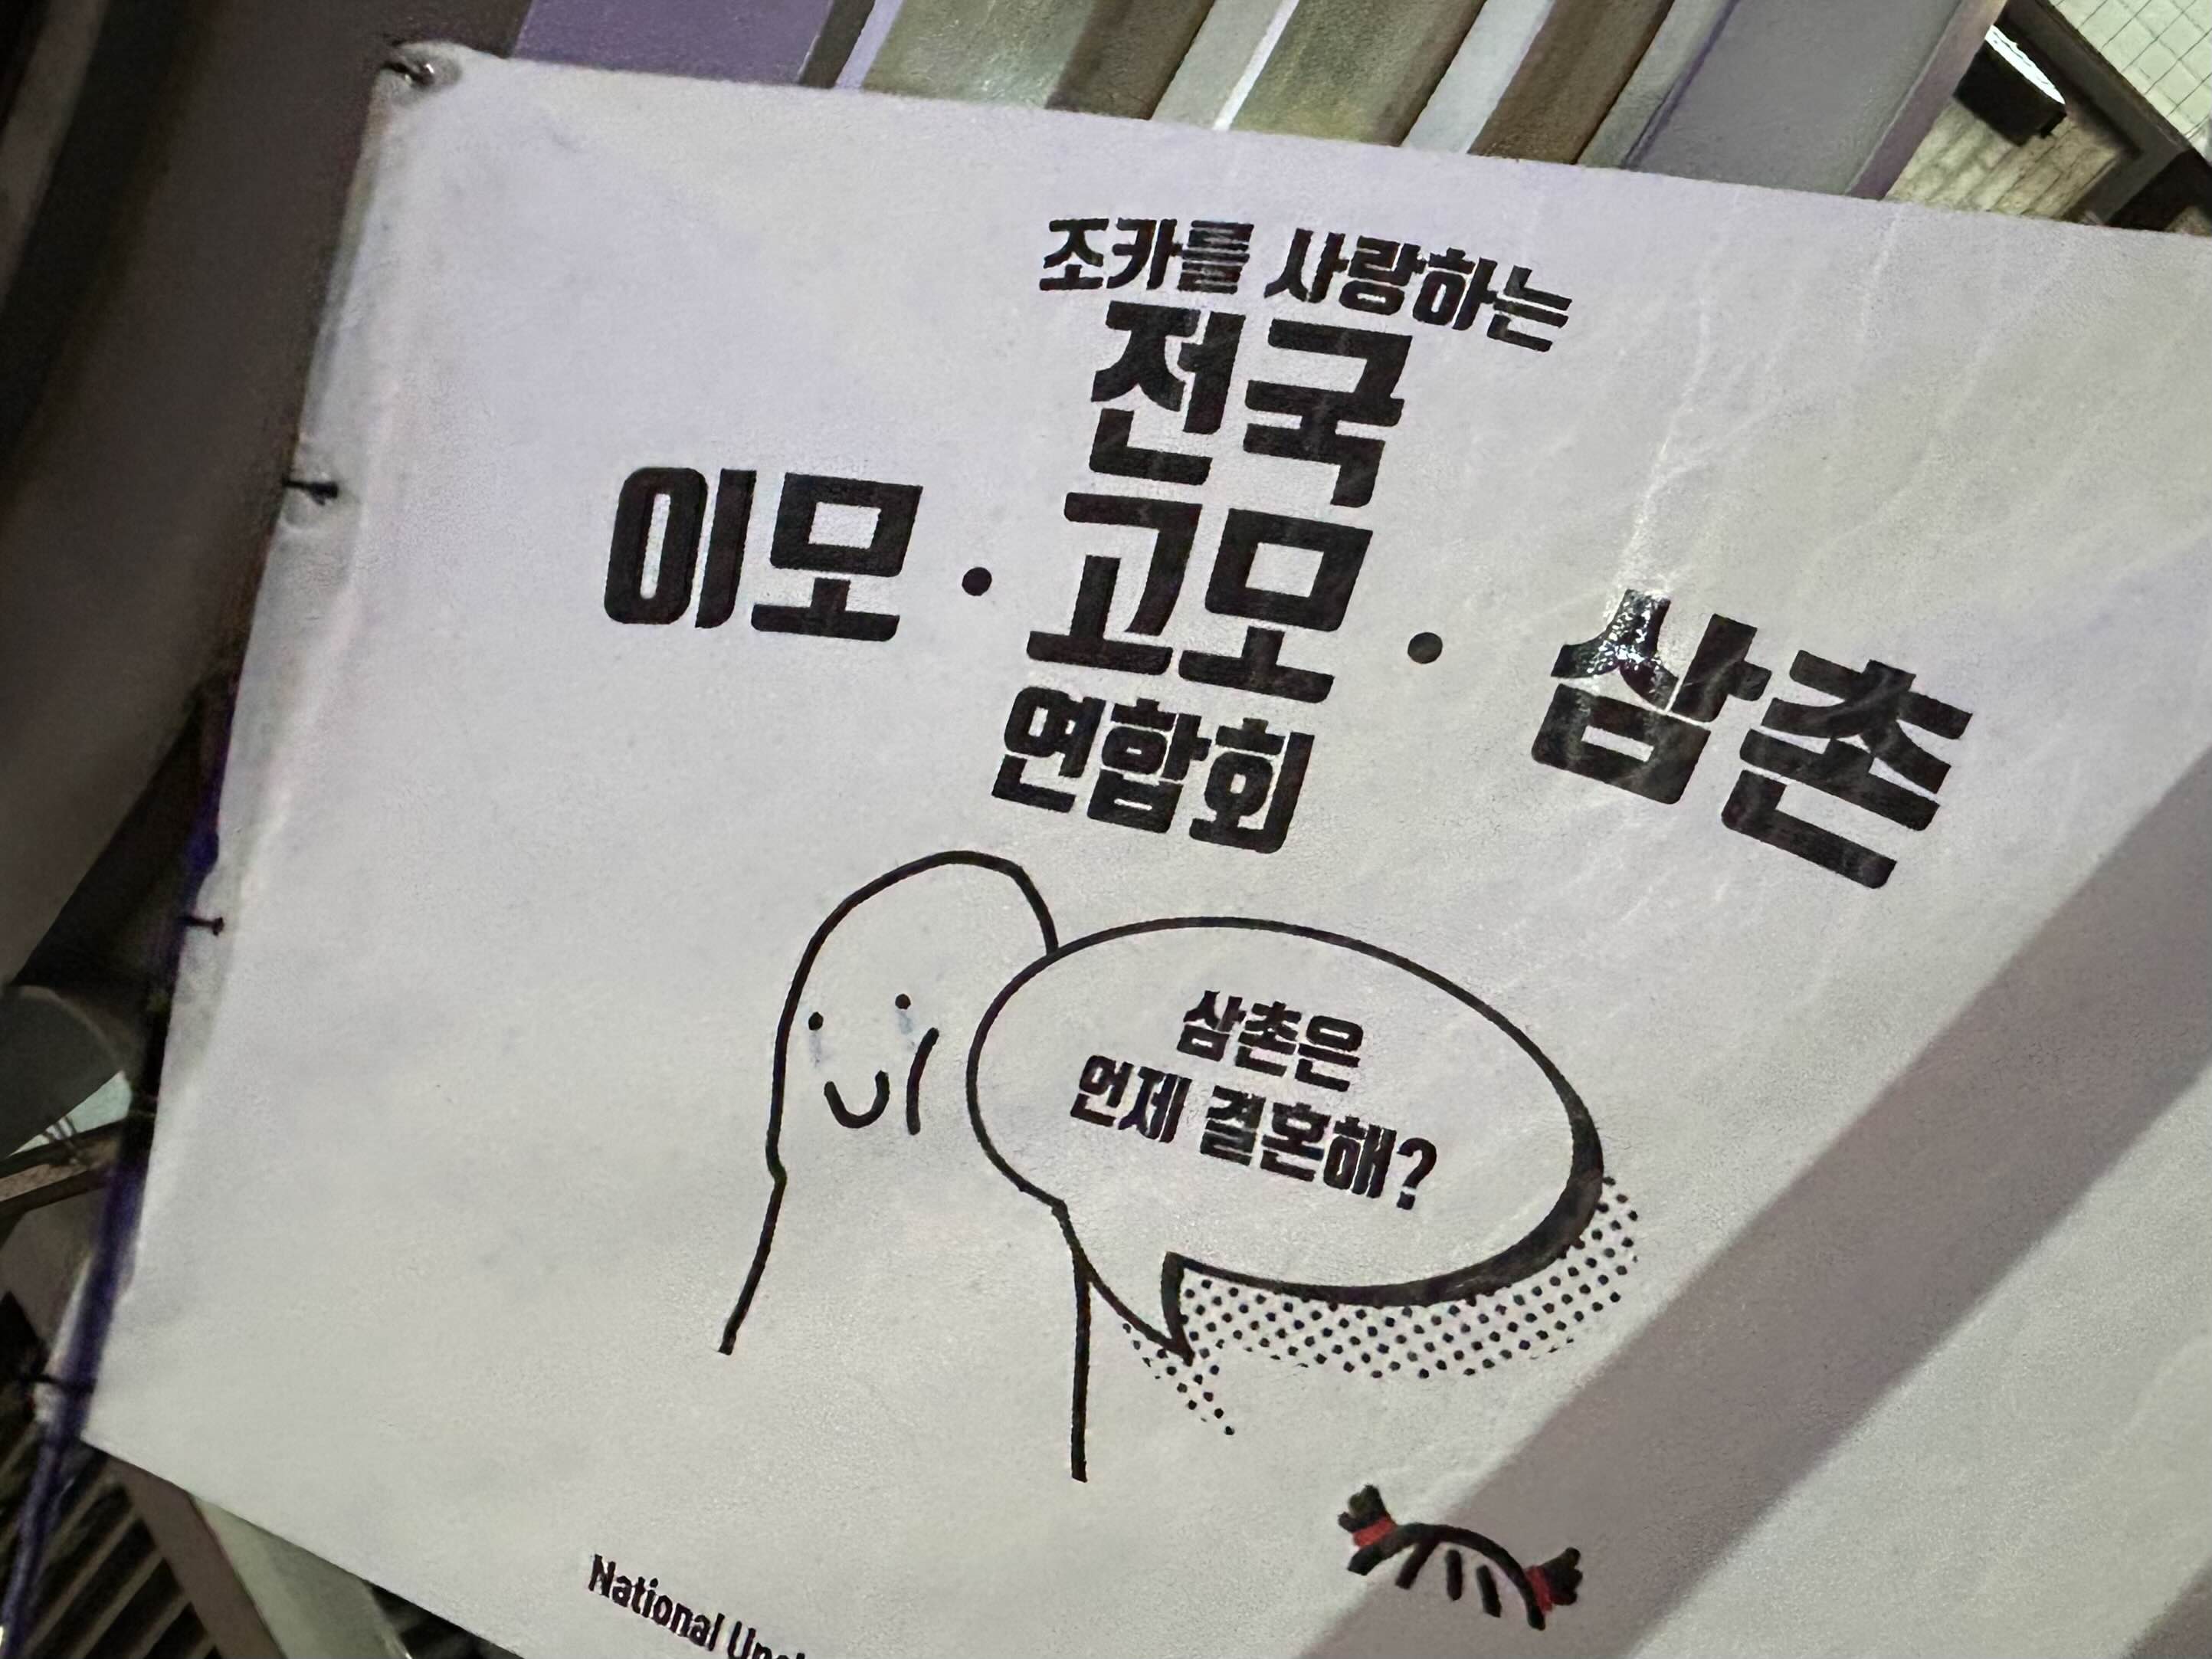 조카를 사랑하는
전국
이모 · 고모 · 삼촌
연합회
삼촌은
언제 결혼해?
National